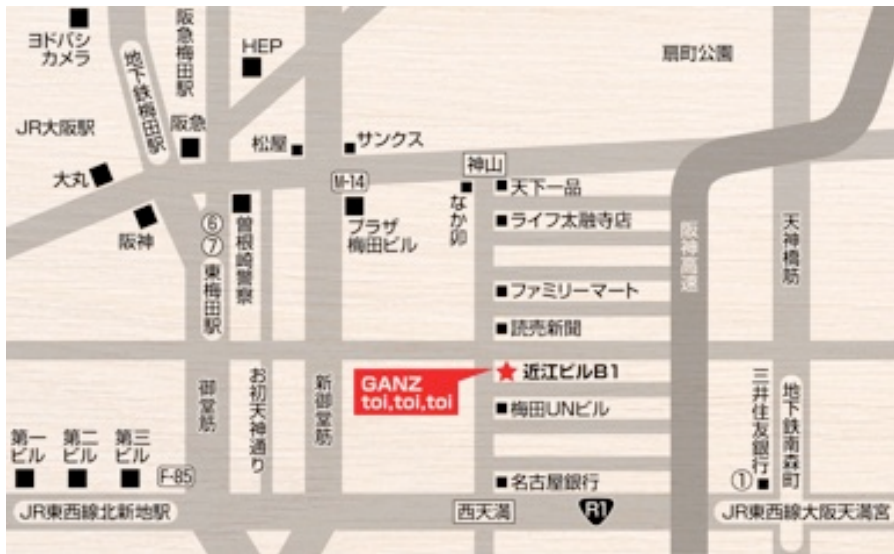 ヨドバシ
カメラ
阪急梅田駅
HEP
扇町公園
地下鉄梅田駅
JR大阪駅
阪急
松屋
サンクス
神山
大丸
M-14
天下一品
阪神
⑥
⑦
東梅田駅
曽根崎警察
プラザ
梅田ビル
なか卯
ライフ太融寺店
阪神高速
天神橋筋
ファミリーマート
読売新聞
GANZ
toi,toi,toi
近江ビルB1
御堂筋
お初天神通り
新御堂筋
梅田UNビル
三井住友銀行
地下鉄南森町
第一
ビル
第二
ビル
第三
ビル
F-85
名古屋銀行
①
JR東西線北新地駅
西天満
R1
JR東西線大阪天満宮